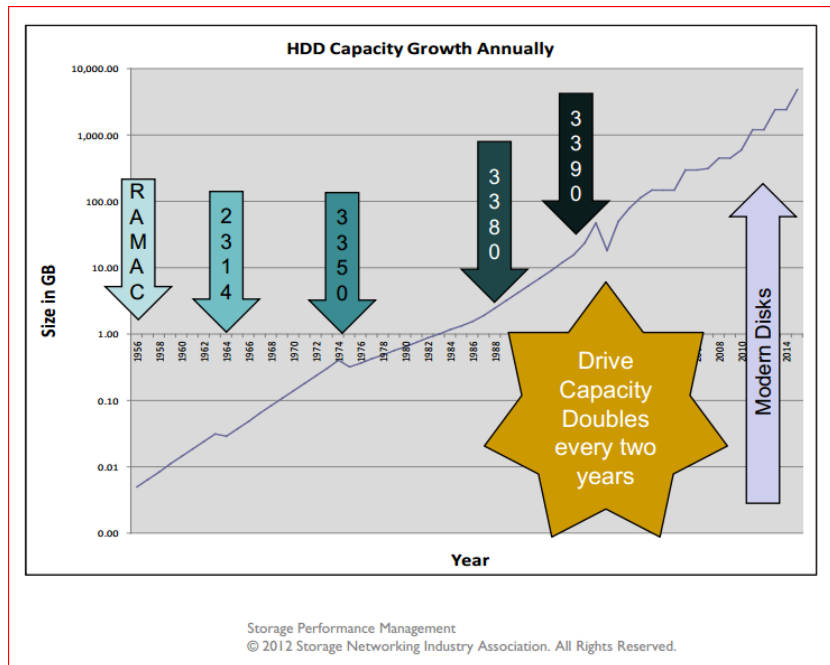 HDD Capacity Growth Annually
10,000.00
1,000.00
100.00
10.00
1.00
0.10
0.01
0.00
Size in GB
RAMAC
2314
3350
3380
3390
Modern Disks
1956
1958
1960
1962
1964
1966
1968
1970
1972
1974
1976
1978
1980
1982
1984
1986
1988
2008
2010
2014
Drive
Capacity
Doubles
every two
years
Year
Storage Performance Management
© 2012 Storage Networking Industry Association. All Rights Reserved.